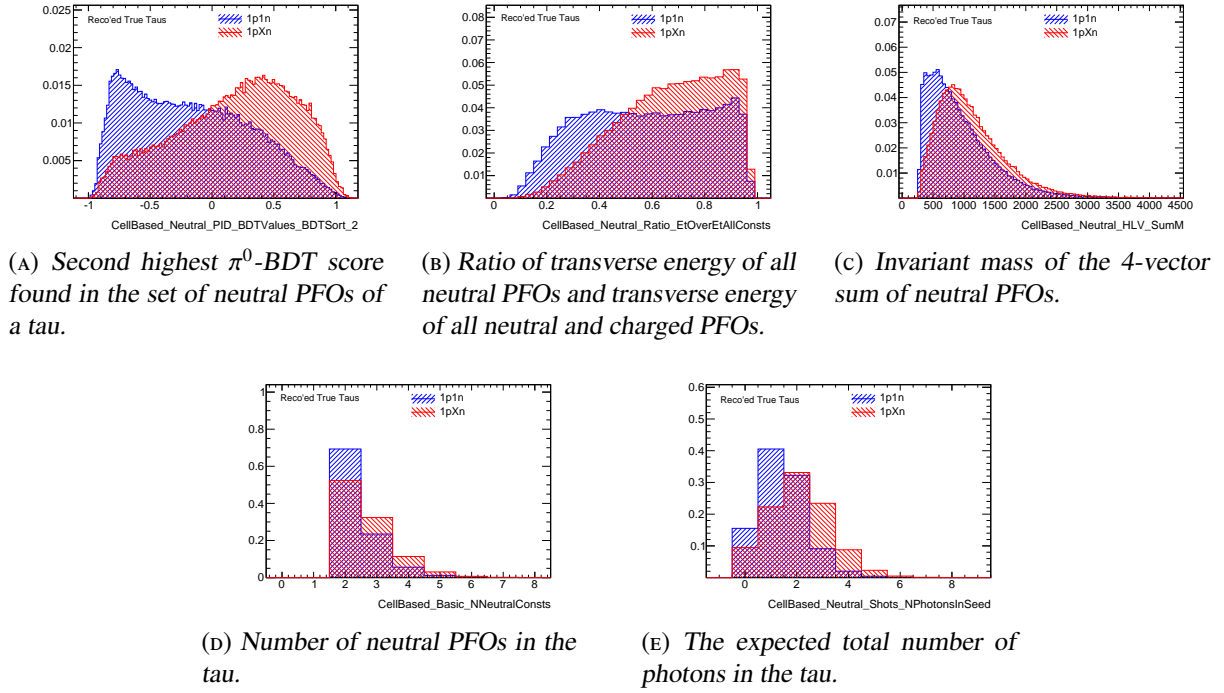 0.025
0.02
0.015
0.01
0.005
Reco'ed True Taus
1p1n
1pXn
-1 -0.5 0 0.5 1
CellBased_Neutral_PID_BDTValues_BDTSort_2
(A) Second highest π0-BDT score
found in the set of neutral PFOs of
a tau.
0.08
0.07
0.06
0.05
0.04
0.03
0.02
0.01
Reco'ed True Taus
1p1n
1pXn
0 0.2 0.4 0.6 0.8 1
CellBased_Neutral_Ratio_EtOverEtAllConsts
(B) Ratio of transverse energy of all
neutral PFOs and transverse energy
of all neutral and charged PFOs.
0.07
0.06
0.05
0.04
0.03
0.02
0.01
Reco'ed True Taus
1p1n
1pXn
0 500 1000 1500 2000 2500 3000 3500 4000 4500
CellBased_Neutral_HLV_SumM
(C) Invariant mass of the 4-vector
sum of neutral PFOs.
1
0.8
0.6
0.4
0.2
0
Reco'ed True Taus
1p1n
1pXn
0 1 2 3 4 5 6 7 8
CellBased_Basic_NNeutralConsts
(D) Number of neutral PFOs in the
tau.
0.6
0.5
0.4
0.3
0.2
0.1
Reco'ed True Taus
1p1n
1pXn
0 2 4 6 8
CellBased_Neutral_Shots_NPhotonsInSeed
(E) The expected total number of
photons in the tau.